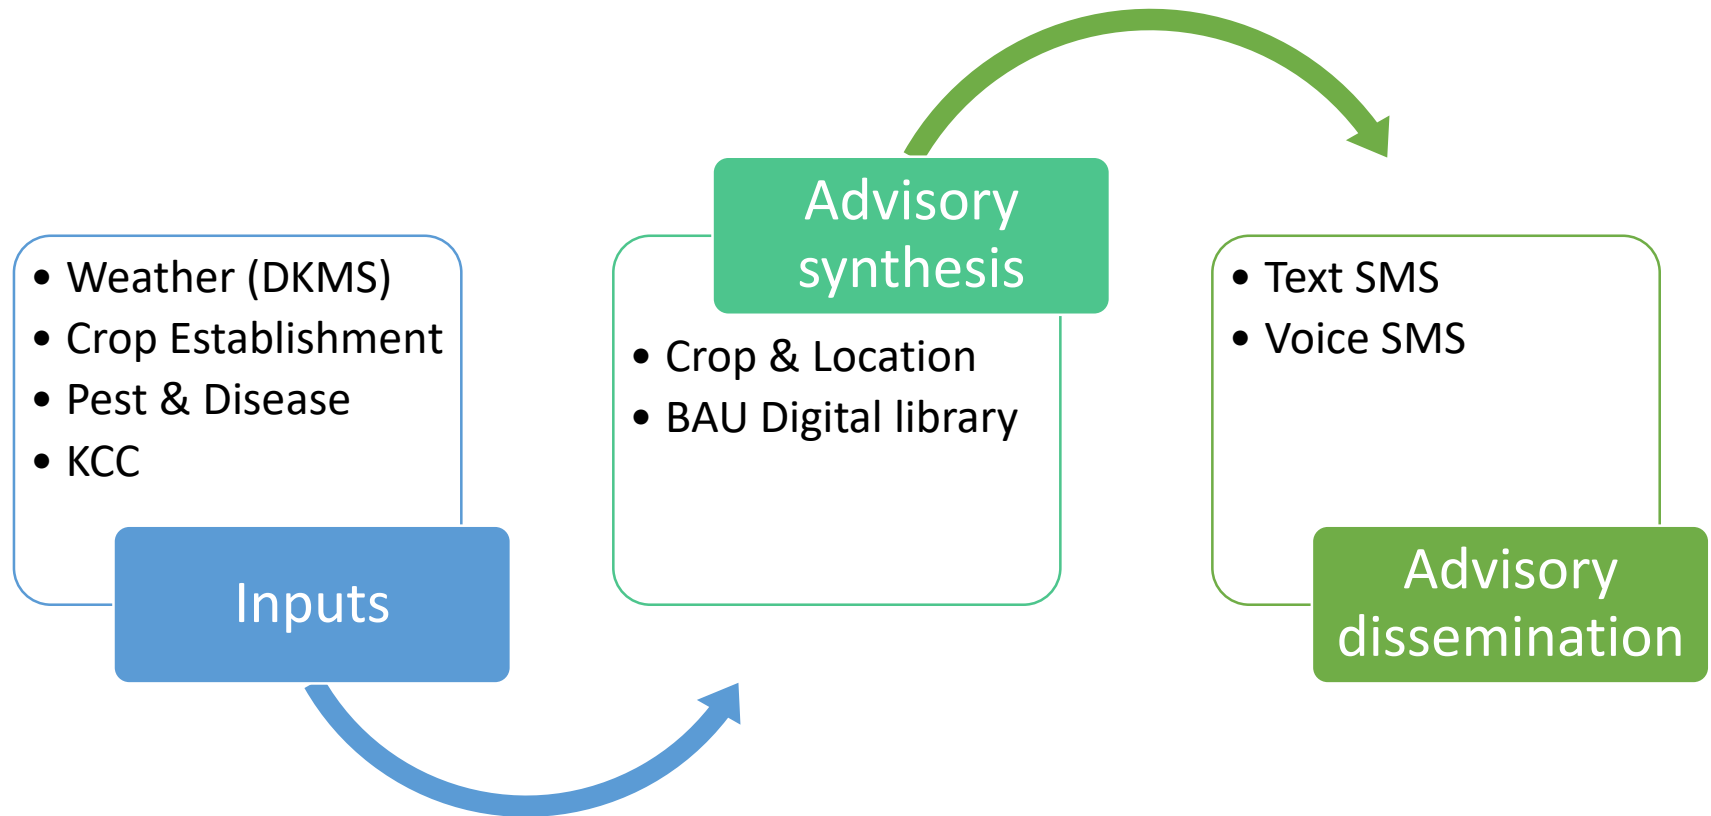 • Weather (DKMS)
• Crop Establishment
• Pest & Disease
• KCC
Inputs
Advisory
synthesis
• Crop & Location
• BAU Digital library
• Text SMS
• Voice SMS
Advisory
dissemination